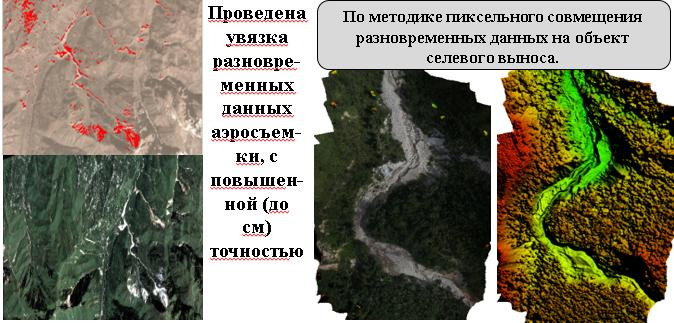 Проведена
увязка
разновре-
менных
данных
аэросъем-
ки, с
повышен-
ной (до
см)
точностью
По методике пиксельного совмещения
разновременных данных на объект
селевого выноса.